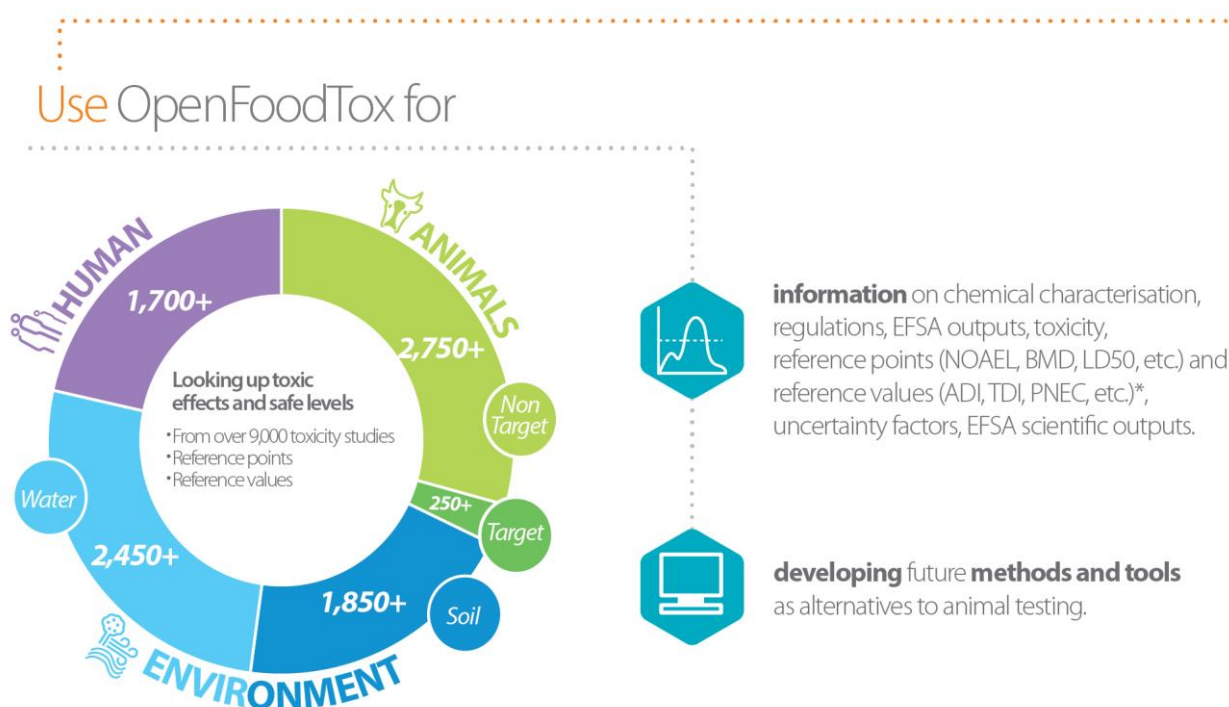 Use OpenFoodTox for
HUMAN
1,700+
ANIMALS
2,750+
Non
Target
250+
Target
Looking up toxic
effects and safe levels
•From over 9,000 toxicity studies
•Reference points
•Reference values
Water
2,450+
1,850+
Soil
ENVIRONMENT
information on chemical characterisation,
regulations, EFSA outputs, toxicity,
reference points (NOAEL, BMD, LD50, etc.) and
reference values (ADI, TDI, PNEC, etc.)*,
uncertainty factors, EFSA scientific outputs.
developing future methods and tools
as alternatives to animal testing.